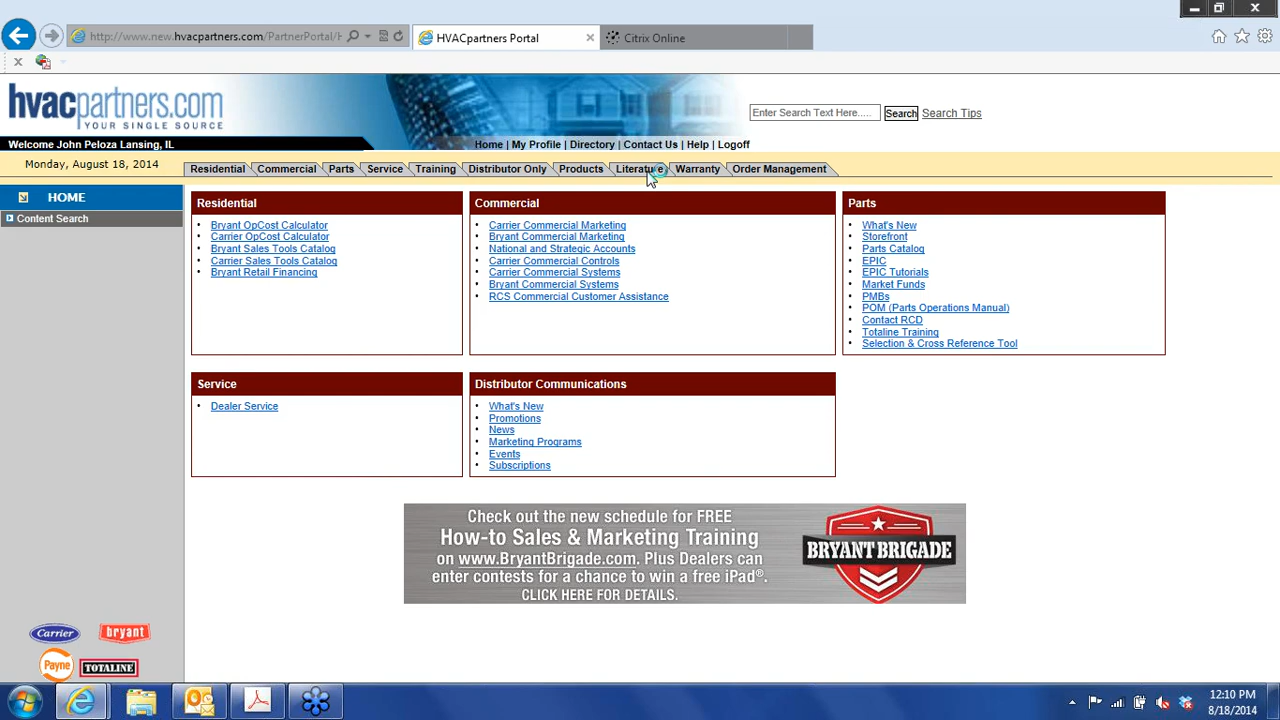 http://www.new.hvacpartners.com/PartnerPortal/H
HVACpartners Portal
Citrix Online
hvacpartners.com
YOUR SINGLE SOURCE
Enter Search Text Here.....
Search
Search Tips
Welcome John Peloza Lansing, IL
Home | My Profile | Directory | Contact Us | Help | Logoff
Monday, August 18, 2014
Residential
Commercial
Parts
Service
Training
Distributor Only
Products
Literature
Warranty
Order Management
HOME
Content Search
Residential
• Bryant OpCost Calculator
• Carrier OpCost Calculator
• Bryant Sales Tools Catalog
• Carrier Sales Tools Catalog
• Bryant Retail Financing
Commercial
• Carrier Commercial Marketing
• Bryant Commercial Marketing
• National and Strategic Accounts
• Carrier Commercial Controls
• Carrier Commercial Systems
• Bryant Commercial Systems
• RCS Commercial Customer Assistance
Parts
• What's New
• Storefront
• Parts Catalog
• EPIC
• EPIC Tutorials
• Market Funds
• PMBs
• POM (Parts Operations Manual)
• Contact RCD
• Totaline Training
• Selection & Cross Reference Tool
Service
• Dealer Service
Distributor Communications
• What's New
• Promotions
• News
• Marketing Programs
• Events
• Subscriptions
Check out the new schedule for FREE
How-to Sales & Marketing Training
on www.BryantBrigade.com. Plus Dealers can
enter contests for a chance to win a free iPad®.
CLICK HERE FOR DETAILS.
BRYANT BRIGADE
Carrier
bryant
Payne
TOTALINE
12:10 PM
8/18/2014